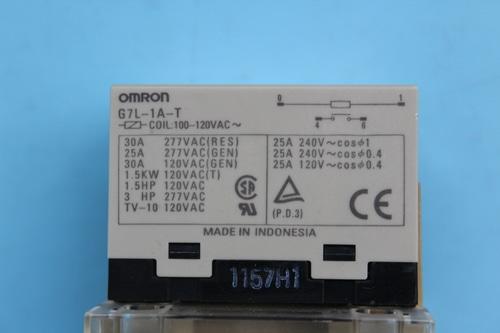 OMRON
G7L-1A-T
COIL:100-120VAC~
0 1
4 6
30A 277VAC(RES)
25A 277VAC(GEN)
30A 120VAC(GEN)
1.5KW 120VAC(T)
1.5HP 120VAC
3 HP 277VAC
TV-10 120VAC
25A 240V~cosφ1
25A 240V~cosφ0.4
25A 120V~cosφ0.4
(P.D.3)
CE
MADE IN INDONESIA
1157H1